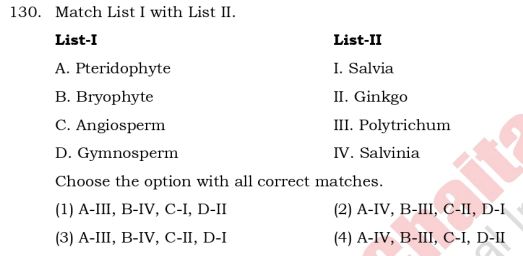 130. Match List I with List II.
List-I List-II
A. Pteridophyte I. Salvia
B. Bryophyte II. Ginkgo
C. Angiosperm III. Polytrichum
D. Gymnosperm IV. Salvinia
Choose the option with all correct matches.
(1) A-III, B-IV, C-I, D-II (2) A-IV, B-III, C-II, D-I
(3) A-III, B-IV, C-II, D-I (4) A-IV, B-III, C-I, D-II